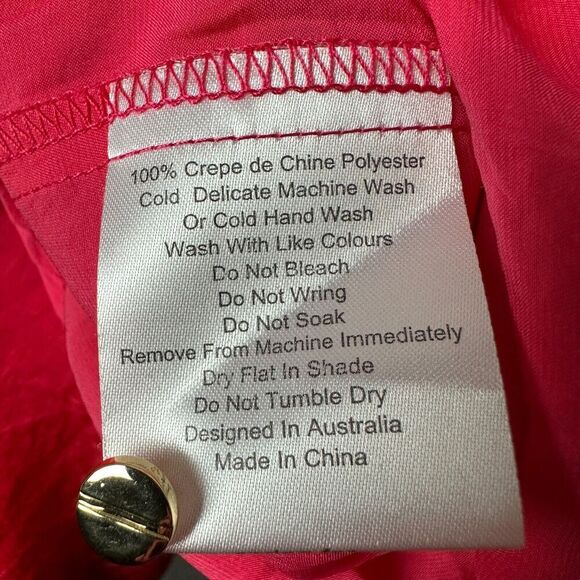 100% Crepe de Chine Polyester
Cold Delicate Machine Wash
Or Cold Hand Wash
Wash With Like Colours
Do Not Bleach
Do Not Wring
Do Not Soak
Remove From Machine Immediately
Dry Flat In Shade
Do Not Tumble Dry
Designed In Australia
Made In China